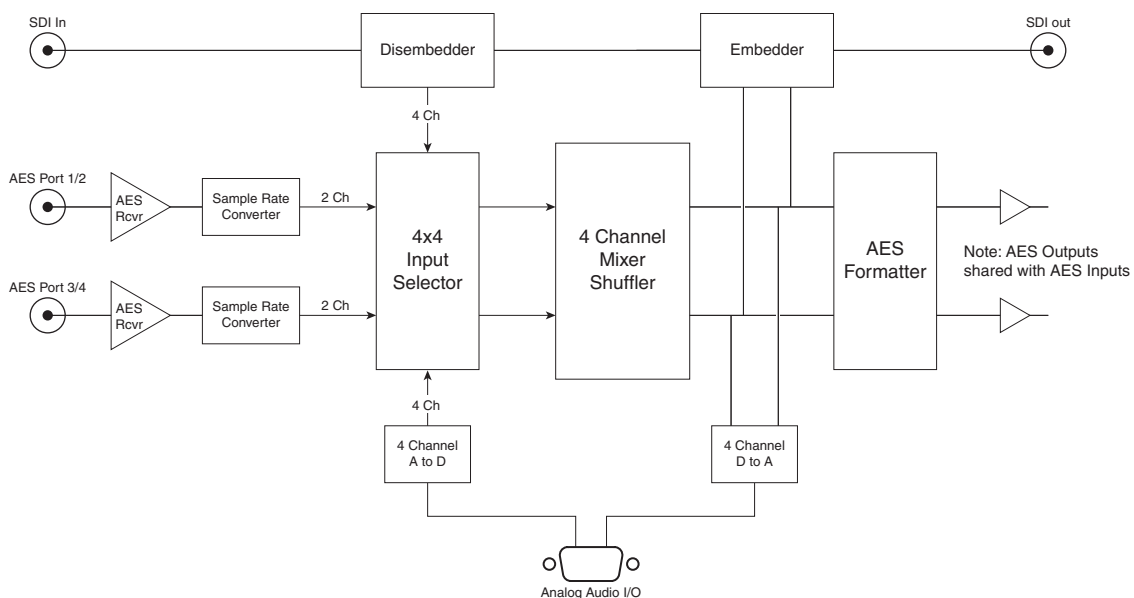 SDI In
SDI out
Disembedder
Embedder
4 Ch
AES Port 1/2
AES
Rcvr
Sample Rate
Converter
2 Ch
4x4
Input
Selector
4 Channel
Mixer
Shuffler
AES
Formatter
Note: AES Outputs
shared with AES Inputs
AES Port 3/4
AES
Rcvr
Sample Rate
Converter
2 Ch
4 Ch
4 Channel
A to D
4 Channel
D to A
Analog Audio I/O